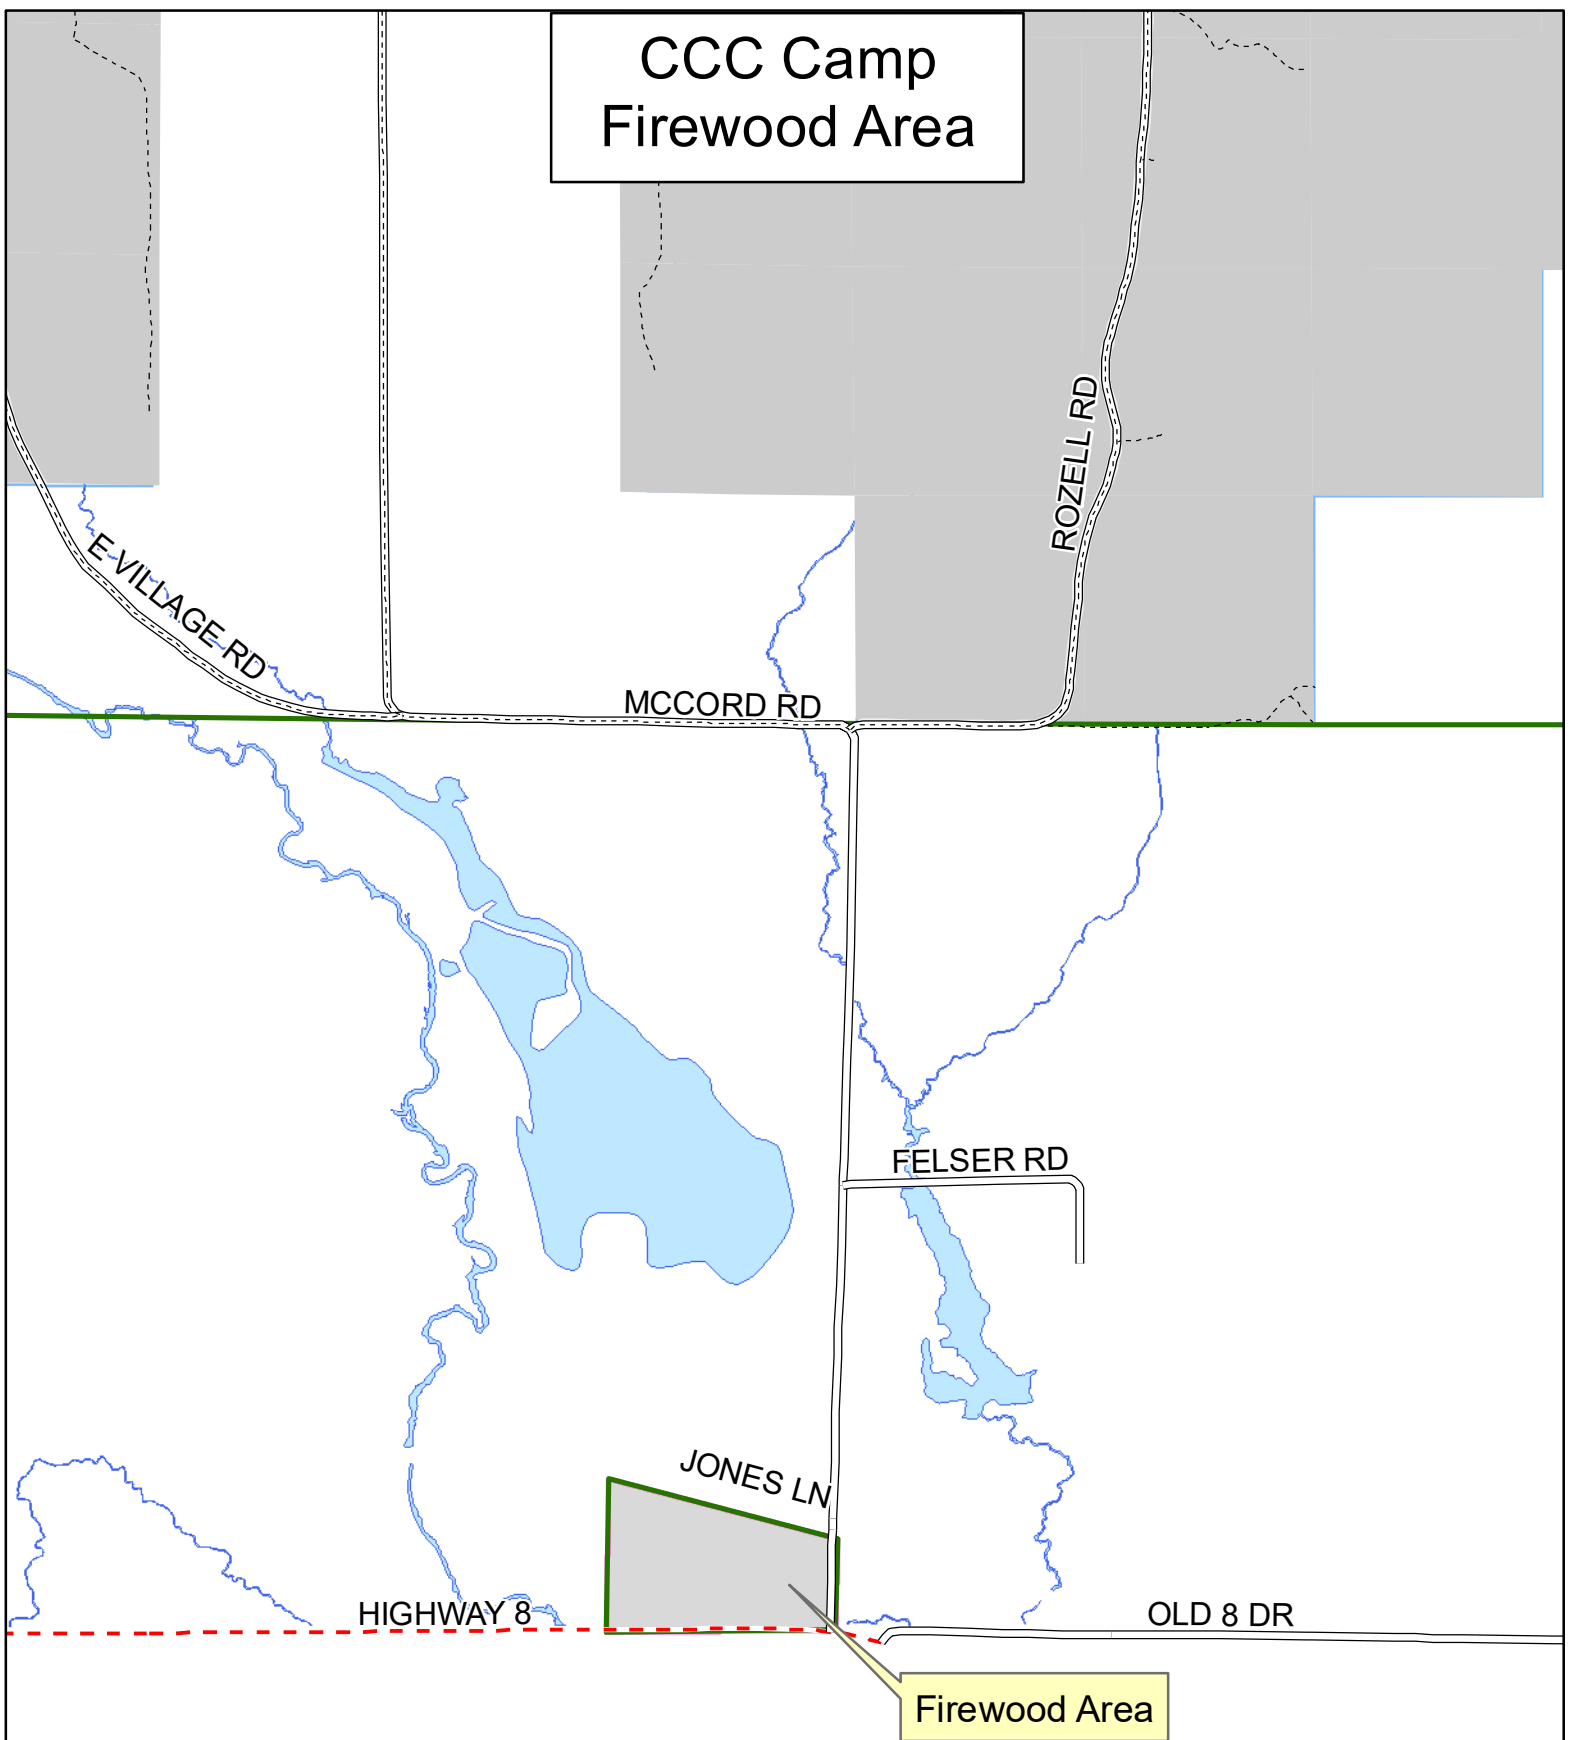 CCC Camp
Firewood Area
ROZELL RD
E VILLAGE RD
MCCORD RD
FELSER RD
JONES LN
HIGHWAY 8
OLD 8 DR
Firewood Area